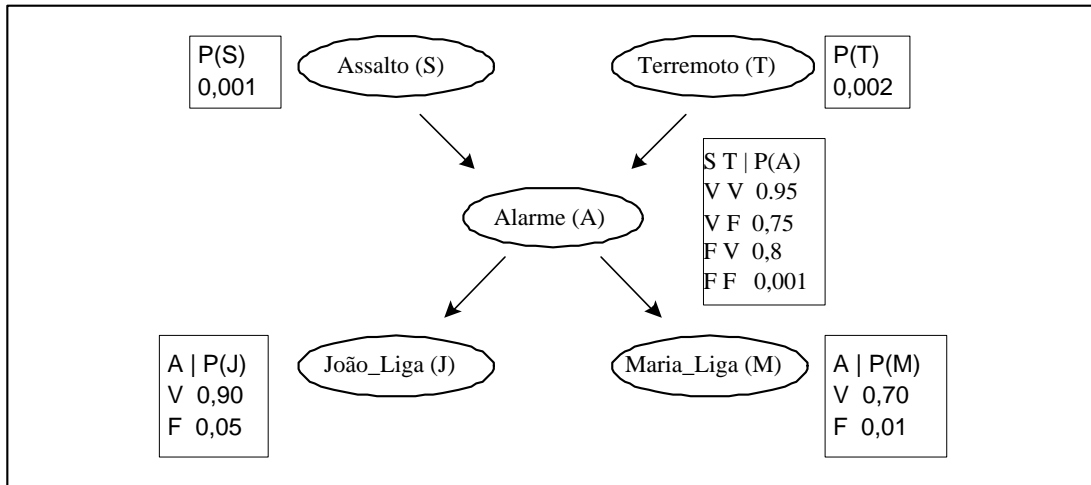 P(S)
0,001
Assalto (S)
Terremoto (T)
P(T)
0,002
S T | P(A)
V V 0.95
V F 0,75
F V 0,8
F F 0,001
Alarme (A)
A | P(J)
V 0,90
F 0,05
João_Liga (J)
Maria_Liga (M)
A | P(M)
V 0,70
F 0,01